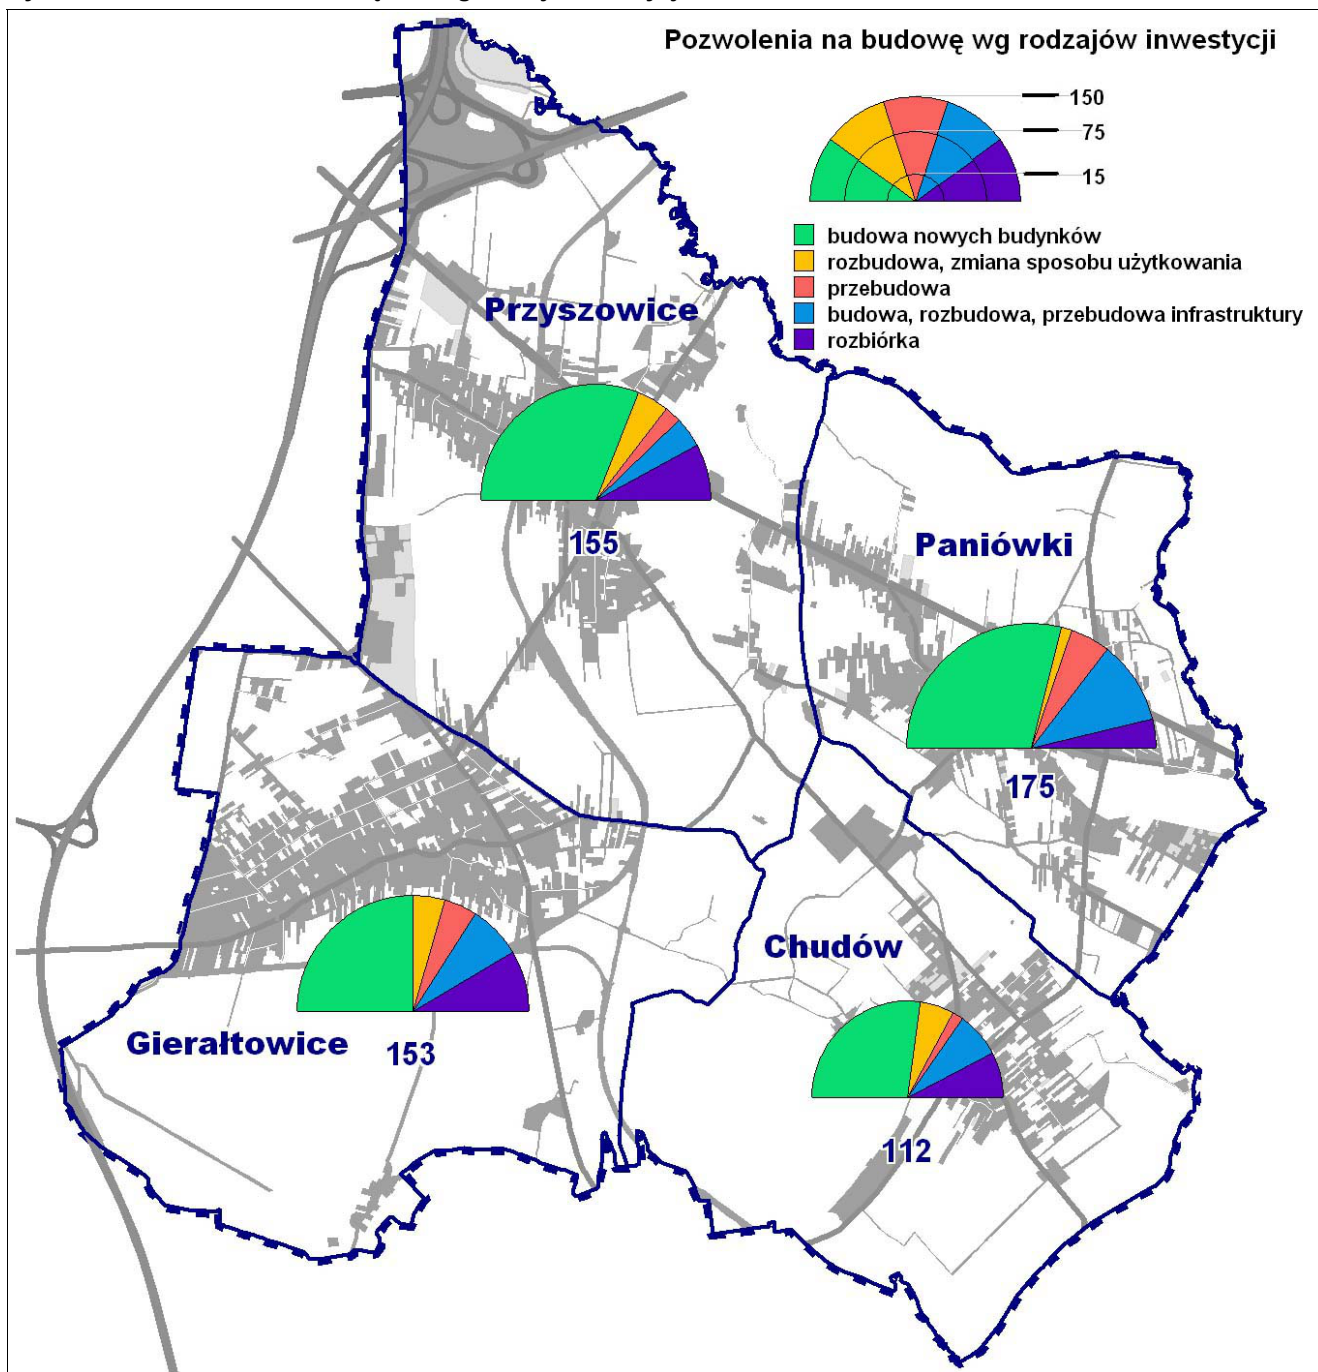 Pozwolenia na budowę wg rodzajów inwestycji
150
75
15
budowa nowych budynków
rozbudowa, zmiana sposobu użytkowania
przebudowa
budowa, rozbudowa, przebudowa infrastruktury
rozbiórka
Przyszowice
155
Paniówki
175
Chudów
112
Gierałtowice
153